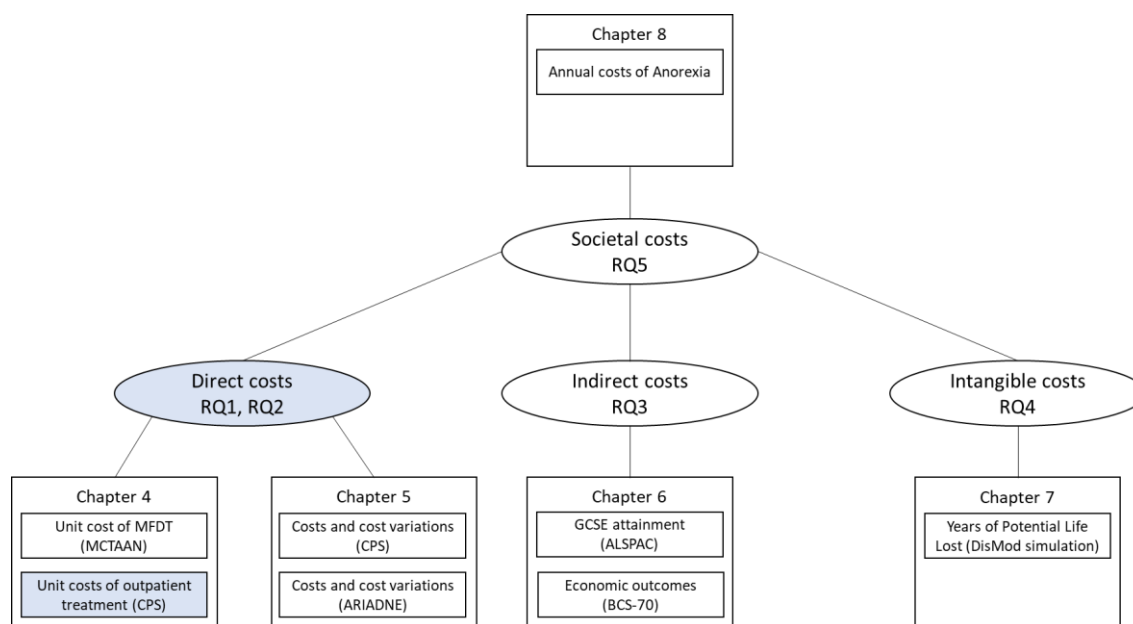 Chapter 8
Annual costs of Anorexia
Societal costs
RQ5
Direct costs
RQ1, RQ2
Indirect costs
RQ3
Intangible costs
RQ4
Chapter 4
Unit cost of MFDT
(MCTAAN)
Unit costs of outpatient
treatment (CPS)
Chapter 5
Costs and cost variations
(CPS)
Costs and cost variations
(ARIADNE)
Chapter 6
GCSE attainment
(ALSPAC)
Economic outcomes
(BCS-70)
Chapter 7
Years of Potential Life
Lost (DisMod simulation)